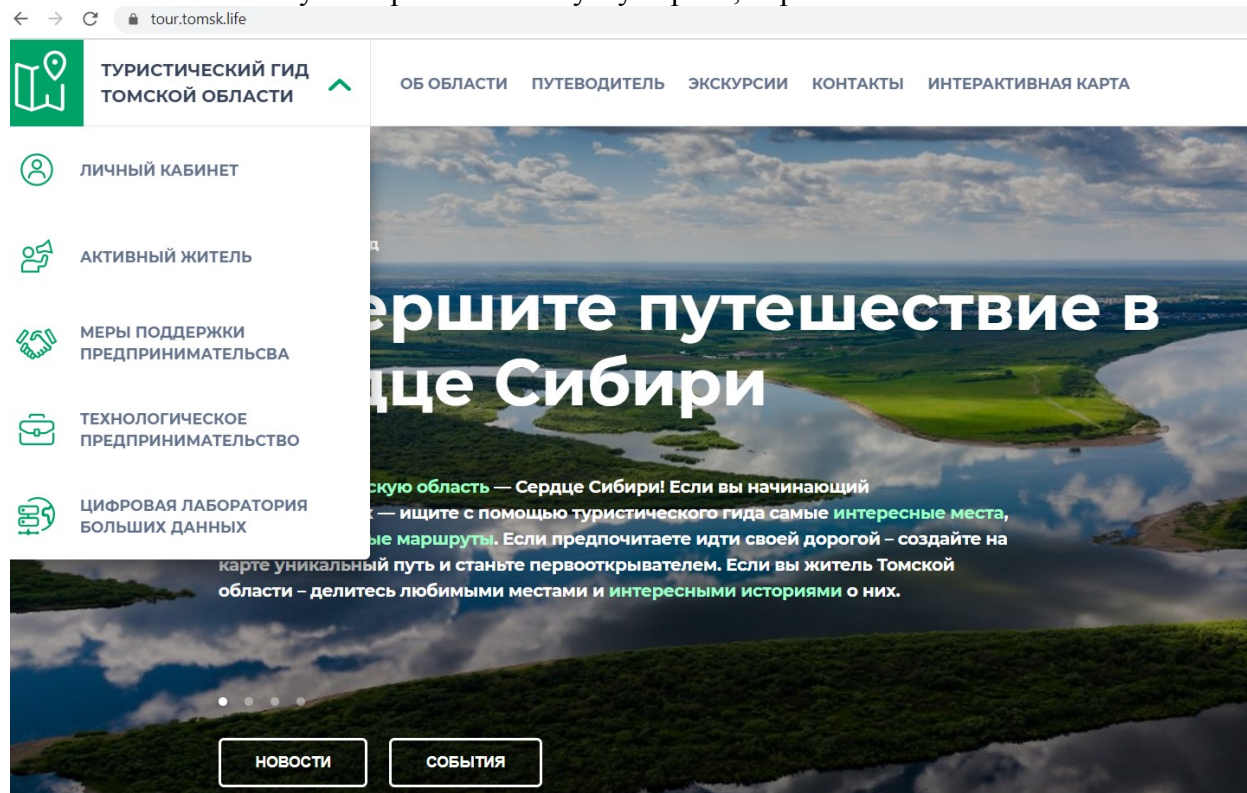 tour.tomsk.life
ТУРИСТИЧЕСКИЙ ГИД
ТОМСКОЙ ОБЛАСТИ
ОБ ОБЛАСТИ ПУТЕВОДИТЕЛЬ ЭКСКУРСИИ КОНТАКТЫ ИНТЕРАКТИВНАЯ КАРТА
ЛИЧНЫЙ КАБИНЕТ
АКТИВНЫЙ ЖИТЕЛЬ
МЕРЫ ПОДДЕРЖКИ
ПРЕДПРИНИМАТЕЛЬСВА
ТЕХНОЛОГИЧЕСКОЕ
ПРЕДПРИНИМАТЕЛЬСТВО
ЦИФРОВАЯ ЛАБОРАТОРИЯ
БОЛЬШИХ ДАННЫХ
ершите путешествие в
дце Сибири
скую область — Сердце Сибири! Если вы начинающий
— ищите с помощью туристического гида самые интересные места,
ые маршруты. Если предпочитаете идти своей дорогой – создайте на
карте уникальный путь и станьте первооткрывателем. Если вы житель Томской
области – делитесь любимыми местами и интересными историями о них.
НОВОСТИ СОБЫТИЯ